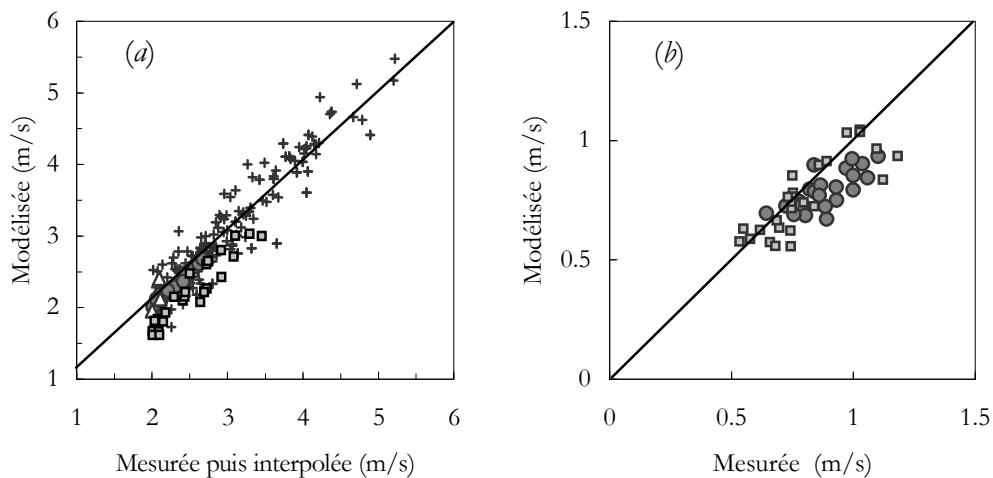 (a)
6
5
4
3
2
1
1 2 3 4 5 6
Modélisée (m/s)
Mesurée puis interpolée (m/s)
(b)
1.5
1
0.5
0
0 0.5 1 1.5
Modélisée (m/s)
Mesurée (m/s)